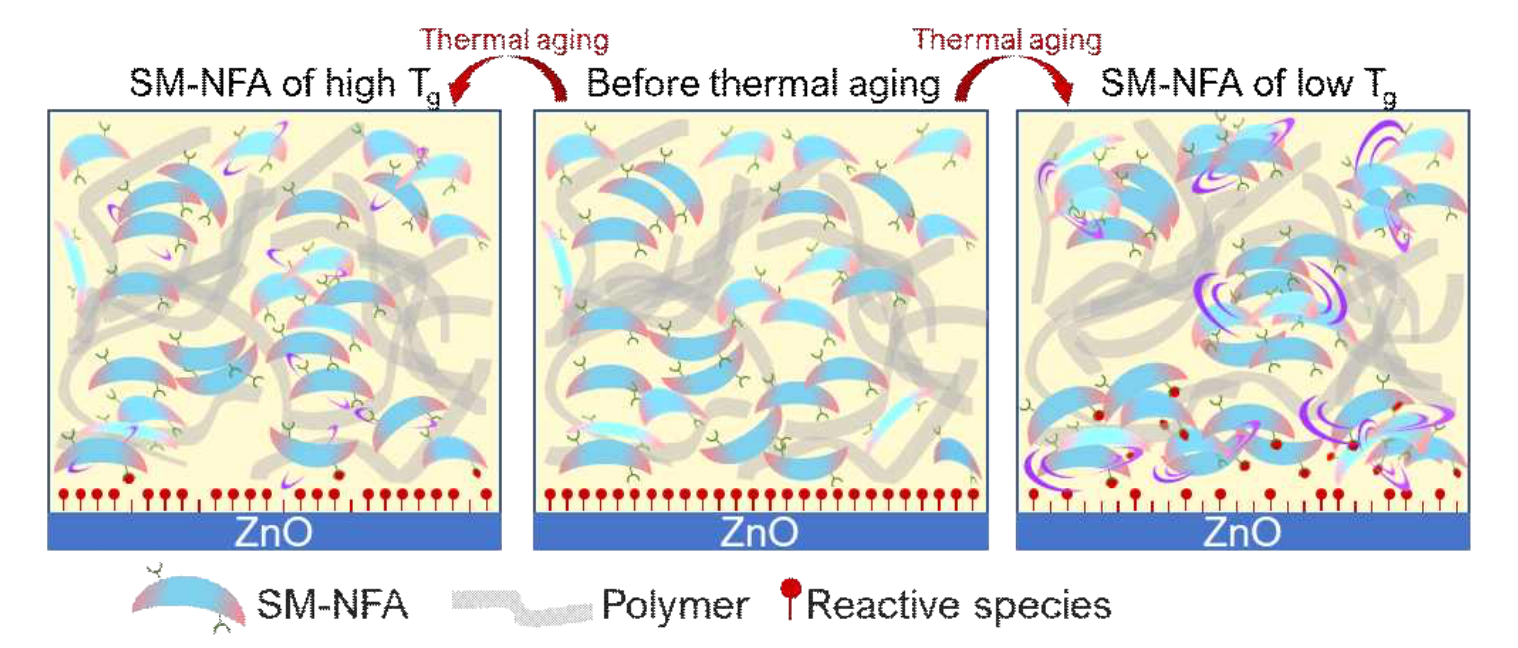 Thermal aging
Thermal aging
SM-NFA of high Tg
Before thermal aging
SM-NFA of low Tg
ZnO
ZnO
ZnO
SM-NFA
Polymer
Reactive species